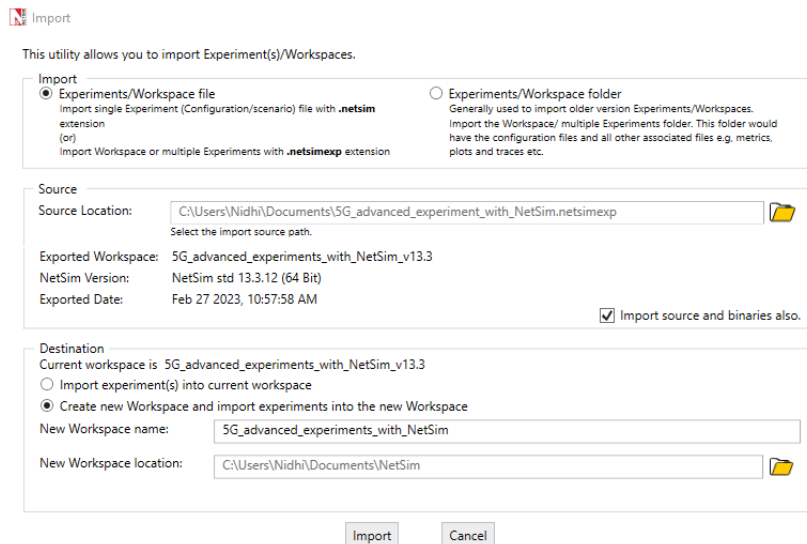 Import
This utility allows you to import Experiment(s)/Workspaces.
Import
Experiments/Workspace file
Import single Experiment (Configuration/scenario) file with .netsim
extension
(or)
Import Workspace or multiple Experiments with .netsimexp extension
Experiments/Workspace folder
Generally used to import older version Experiments/Workspaces.
Import the Workspace/ multiple Experiments folder. This folder would
have the configuration files and all other associated files e.g, metrics,
plots and traces etc.
Source
Source Location: C:\Users\Nidhi\Documents\5G_advanced_experiment_with_NetSim.netsimexp
Select the import source path.
Exported Workspace: 5G_advanced_experiments_with_NetSim_v13.3
NetSim Version: NetSim std 13.3.12 (64 Bit)
Exported Date: Feb 27 2023, 10:57:58 AM
Import source and binaries also.
Destination
Current workspace is 5G_advanced_experiments_with_NetSim_v13.3
Import experiment(s) into current workspace
Create new Workspace and import experiments into the new Workspace
New Workspace name: 5G_advanced_experiments_with_NetSim
New Workspace location: C:\Users\Nidhi\Documents\NetSim
Import Cancel